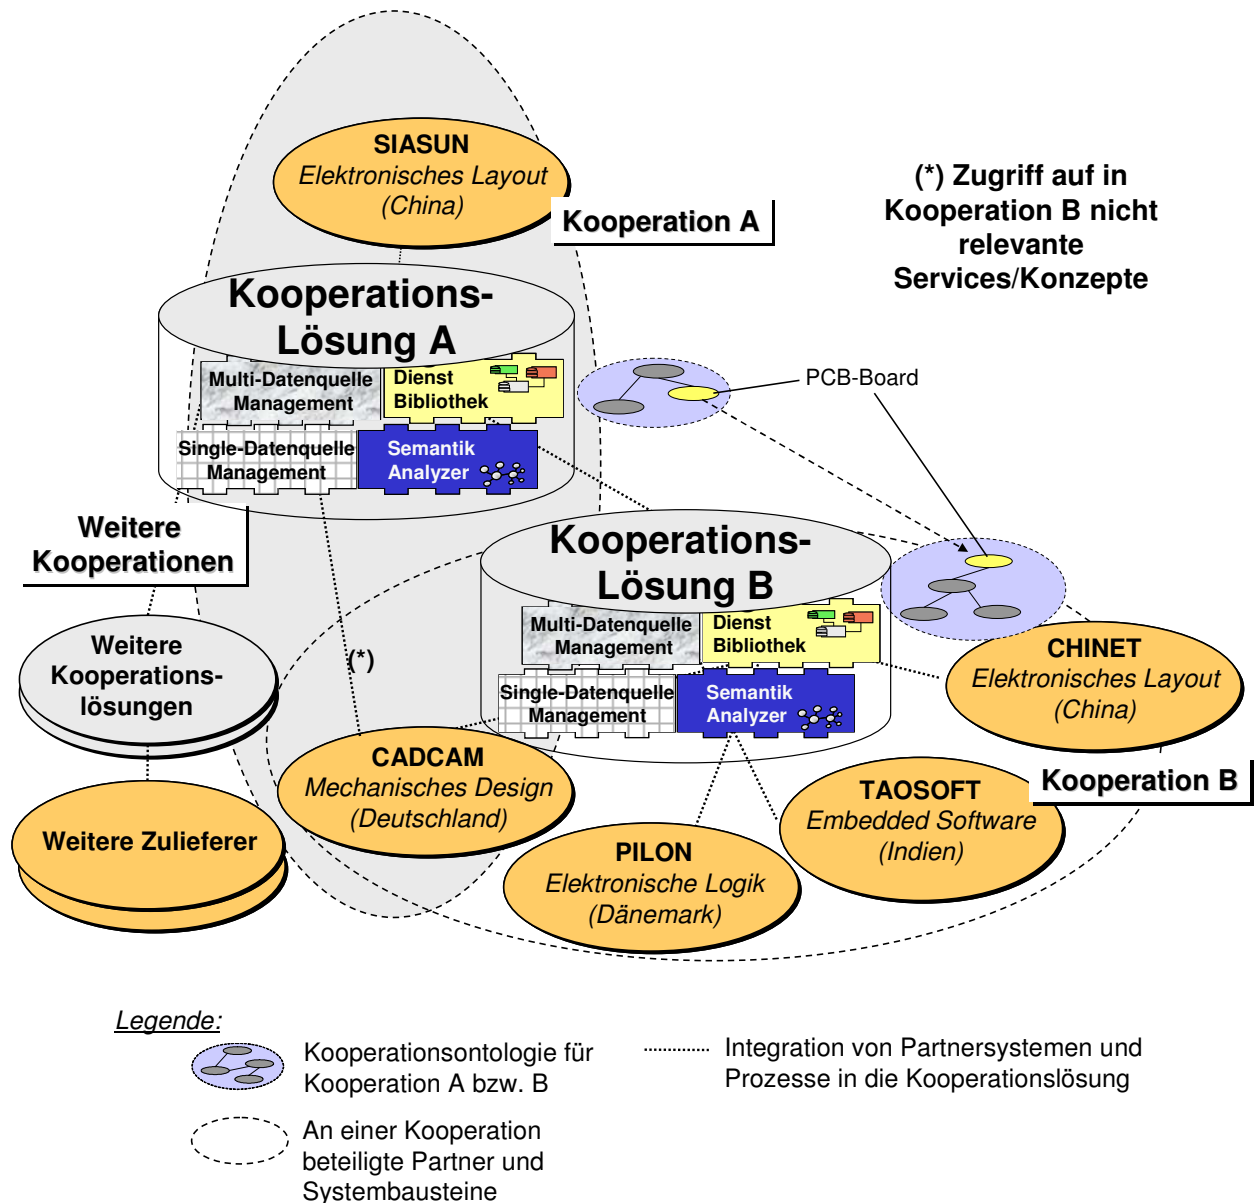 SIASUN
Elektronisches Layout
(China)
Kooperation A
(*) Zugriff auf in
Kooperation B nicht
relevante
Services/Konzepte
Kooperations-
Lösung A
Multi-Datenquelle
Management
Dienst
Bibliothek
PCB-Board
Single-Datenquelle
Management
Semantik
Analyzer
Weitere
Kooperationen
Kooperations-
Lösung B
Multi-Datenquelle
Management
Dienst
Bibliothek
Weitere
Kooperations-
lösungen
(*)
CHINET
Elektronisches Layout
(China)
Single-Datenquelle
Management
Semantik
Analyzer
CADCAM
Mechanisches Design
(Deutschland)
Kooperation B
TAOSOFT
Embedded Software
(Indien)
Weitere Zulieferer
PILON
Elektronische Logik
(Dänemark)
Legende:
Kooperationsontologie für
Kooperation A bzw. B
Integration von Partnersystemen und
Prozesse in die Kooperationslösung
An einer Kooperation
beteiligte Partner und
Systembausteine